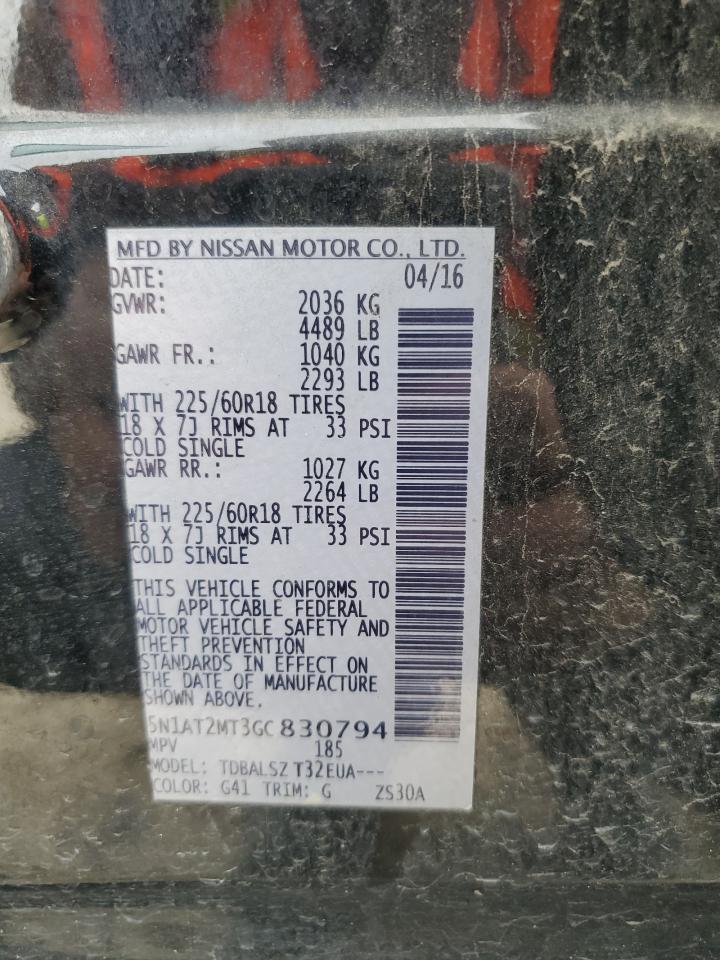 MFD BY NISSAN MOTOR CO., LTD.
DATE: 04/16
GVWR: 2036 KG
4489 LB
GAWR FR.: 1040 KG
2293 LB
WITH 225/60R18 TIRES
18 X 7J RIMS AT 33 PSI
COLD SINGLE
GAWR RR.: 1027 KG
2264 LB
WITH 225/60R18 TIRES
18 X 7J RIMS AT 33 PSI
COLD SINGLE
THIS VEHICLE CONFORMS TO
ALL APPLICABLE FEDERAL
MOTOR VEHICLE SAFETY AND
THEFT PREVENTION
STANDARDS IN EFFECT ON
THE DATE OF MANUFACTURE
SHOWN ABOVE.
5N1AT2MT3GC830794
MPV 185
MODEL: TDBALSZ T32EUA---
COLOR: G41 TRIM: G ZS30A